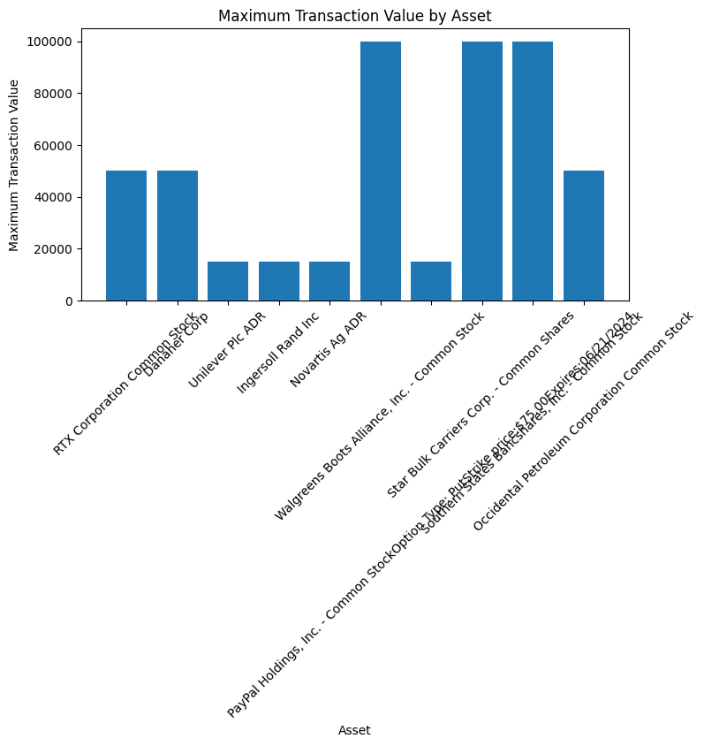 Maximum Transaction Value by Asset
Maximum Transaction Value
100000
80000
60000
40000
20000
0
RTX Corporation Common Stock
Danaher Corp
Unilever Plc ADR
Ingersoll Rand Inc
Novartis Ag ADR
Walgreens Boots Alliance, Inc. - Common Stock
PayPal Holdings, Inc. - Common StockOption Type: PutStrike price:$75.00Expires:06/21/2024
Star Bulk Carriers Corp. - Common Shares
Southern States Bancshares, Inc. - Common Stock
Occidental Petroleum Corporation Common Stock
Asset